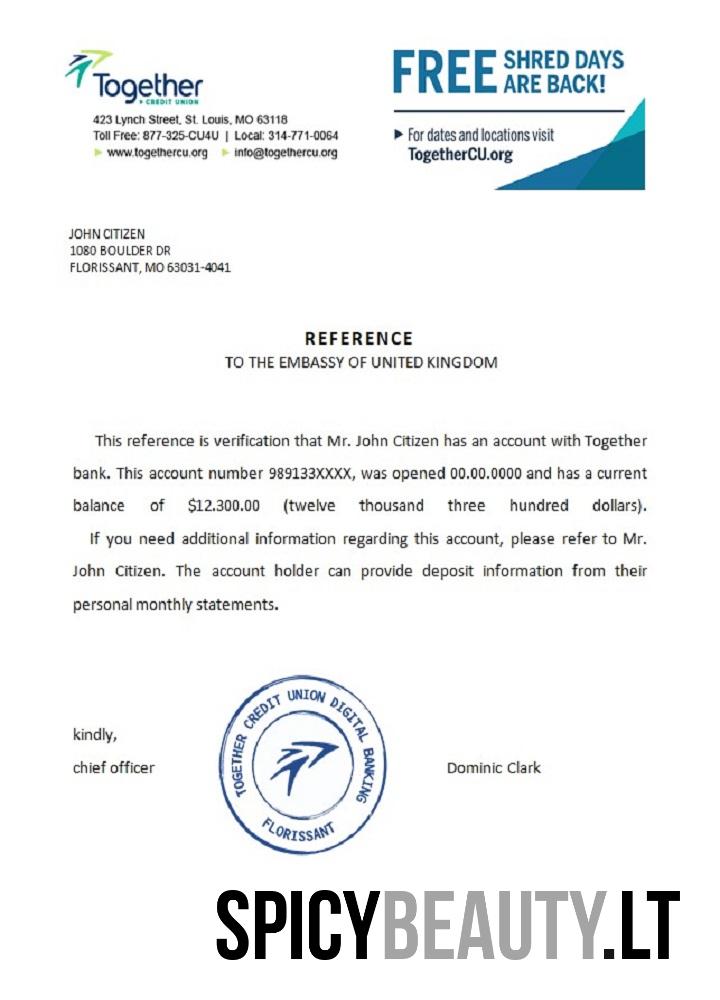 Together
CREDIT UNION
423 Lynch Street, St. Louis, MO 63118
Toll Free: 877-325-CU4U | Local: 314-771-0064
www.togethercu.org info@togethercu.org
FREE SHRED DAYS
ARE BACK!
For dates and locations visit
TogetherCU.org
JOHN CITIZEN
1080 BOULDER DR
FLORISSANT, MO 63031-4041
REFERENCE
TO THE EMBASSY OF UNITED KINGDOM
This reference is verification that Mr. John Citizen has an account with Together
bank. This account number 989133XXXX, was opened 00.00.0000 and has a current
balance of $12.300.00 (twelve thousand three hundred dollars).
If you need additional information regarding this account, please refer to Mr.
John Citizen. The account holder can provide deposit information from their
personal monthly statements.
kindly,
chief officer
TOGETHER CREDIT UNION DIGITAL BANKING
FLORISSANT
Dominic Clark
SPICYBEAUTY.LT